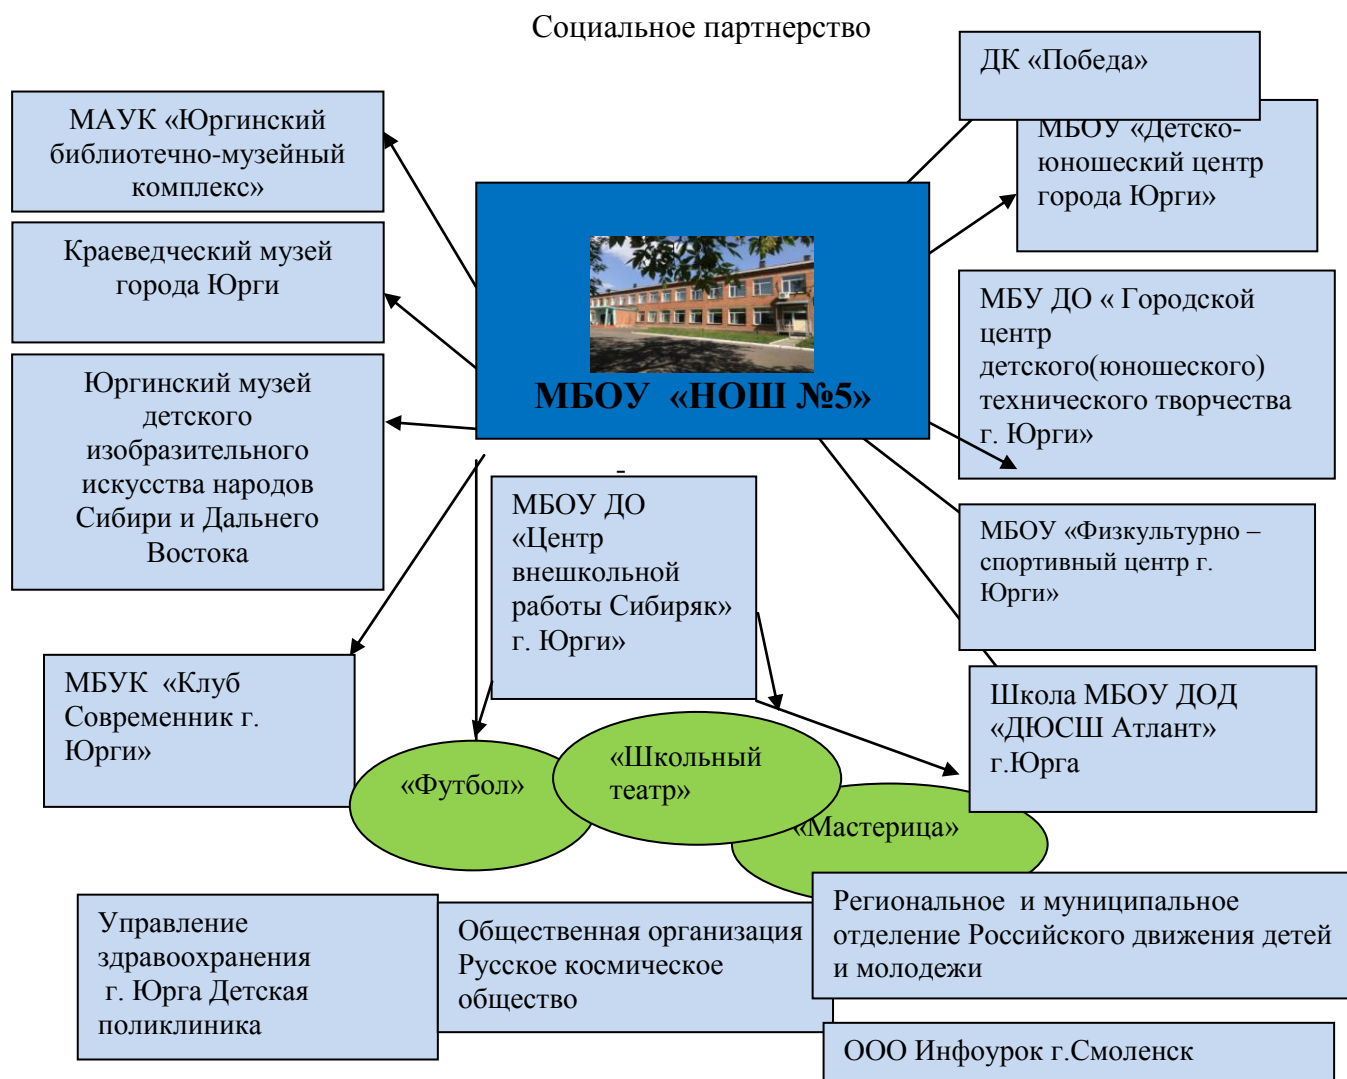 Социальное партнерство
ДК «Победа»
МАУК «Юргинский
библиотечно-музейный
комплекс»
МБОУ «Детско-
юношеский центр
города Юрги»
Краеведческий музей
города Юрги
МБОУ «НОШ №5»
МБУ ДО « Городской
центр
детского(юношеского)
технического творчества
г. Юрги»
Юргинский музей
детского
изобразительного
искусства народов
Сибири и Дальнего
Востока
-
МБОУ ДО
«Центр
внешкольной
работы Сибиряк»
г. Юрги»
МБОУ «Физкультурно –
спортивный центр г.
Юрги»
МБУК «Клуб
Современник г.
Юрги»
Школа МБОУ ДОД
«ДЮСШ Атлант»
г.Юрга
«Футбол»
«Школьный
театр»
«Мастерица»
Управление
здравоохранения
г. Юрга Детская
поликлиника
Общественная организация
Русское космическое
общество
Региональное и муниципальное
отделение Российского движения детей
и молодежи
ООО Инфоурок г.Смоленск